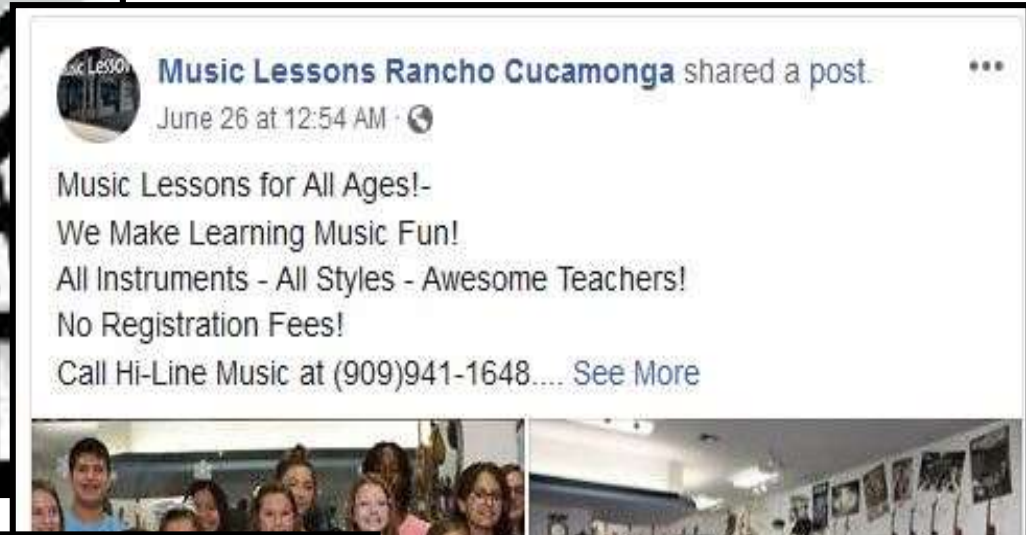 Music Lessons Rancho Cucamonga shared a post.
June 26 at 12:54 AM ·
Music Lessons for All Ages!-
We Make Learning Music Fun!
All Instruments - All Styles - Awesome Teachers!
No Registration Fees!
Call Hi-Line Music at (909)941-1648.... See More